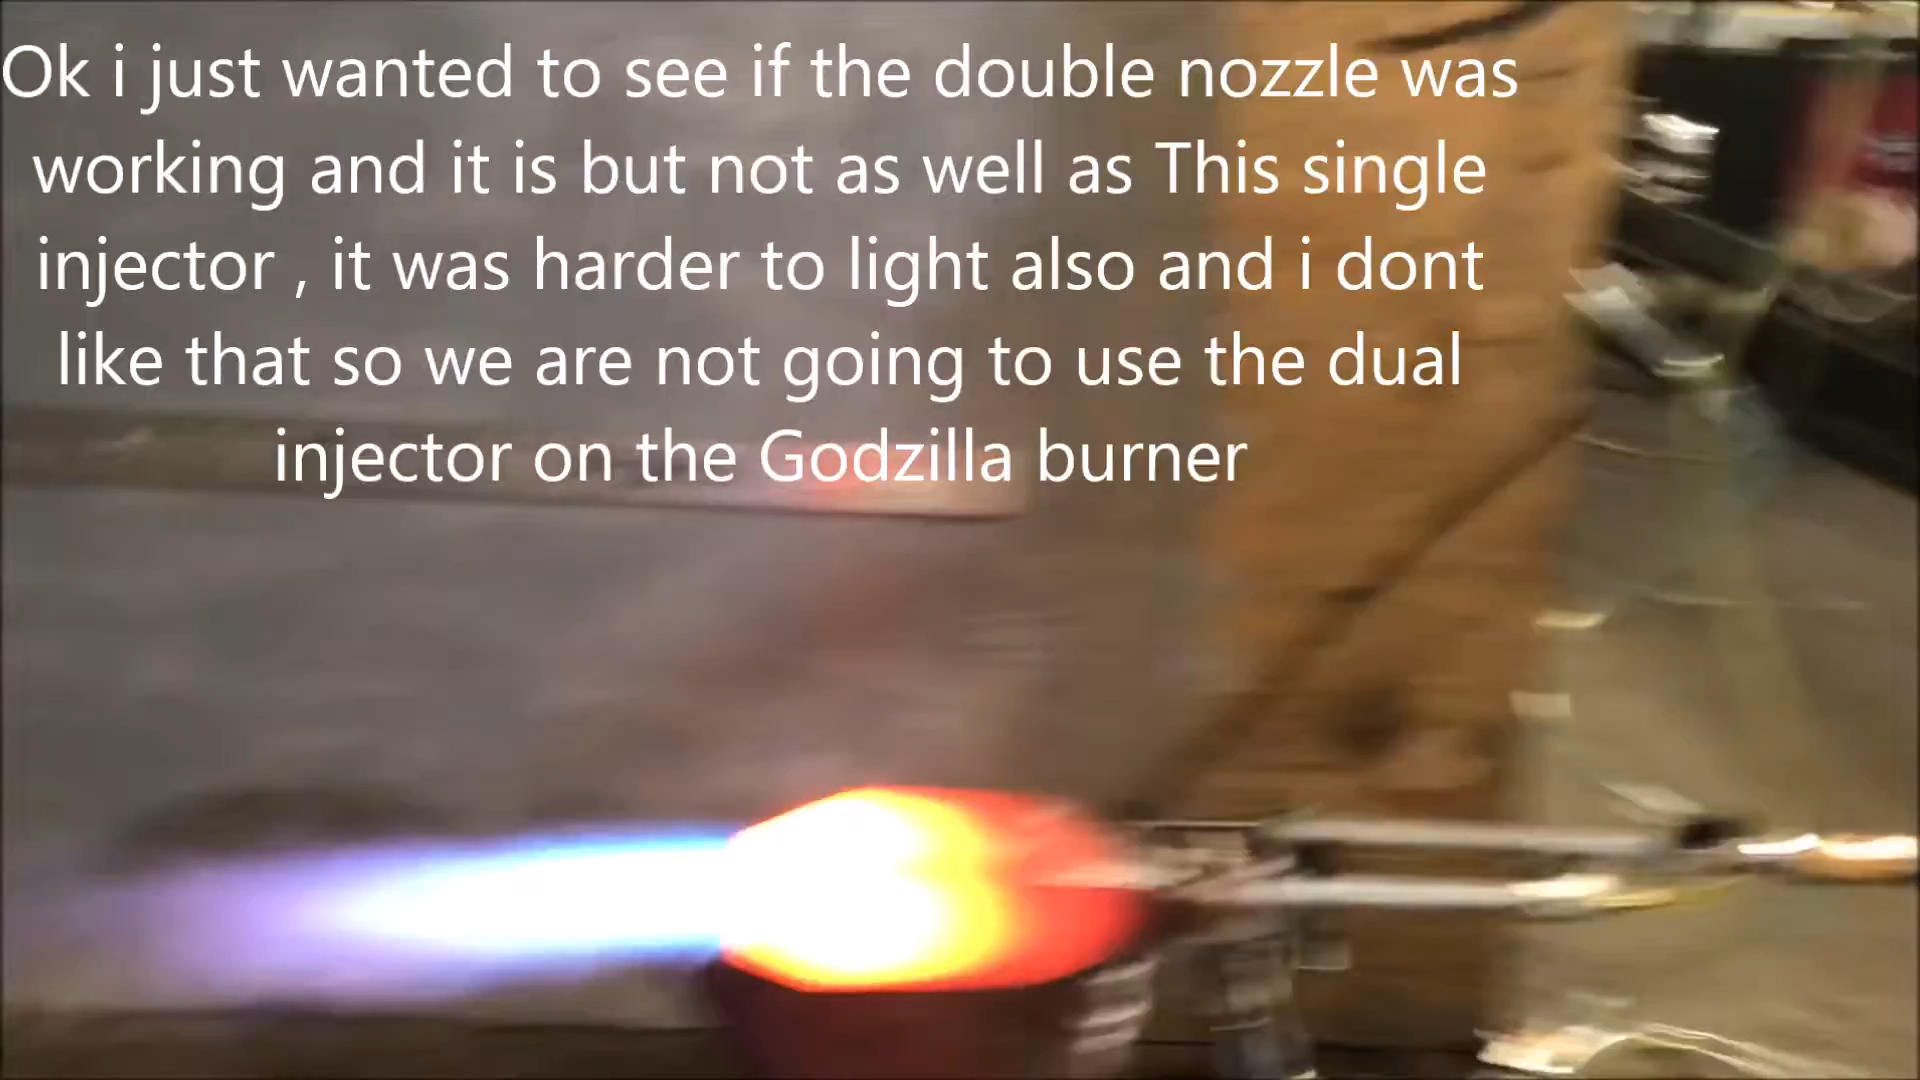 Ok i just wanted to see if the double nozzle was
working and it is but not as well as This single
injector , it was harder to light also and i dont
like that so we are not going to use the dual
injector on the Godzilla burner